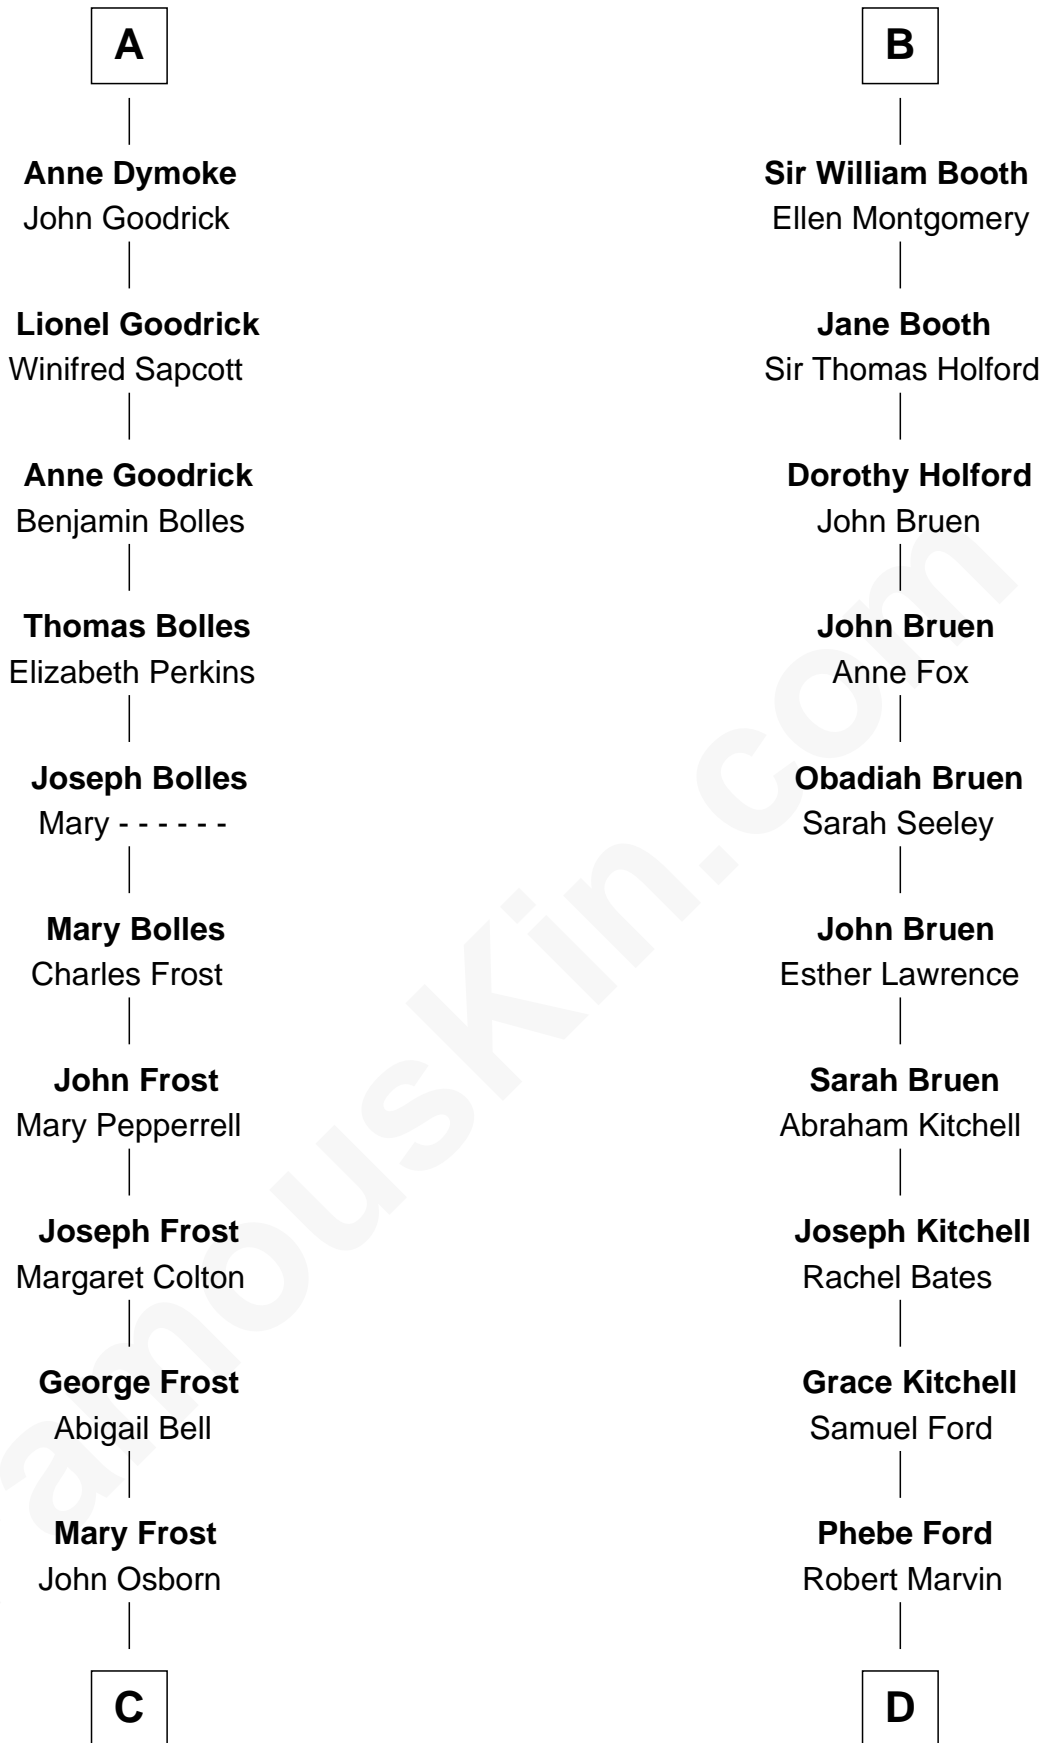 A
Anne Dymoke
John Goodrick
Lionel Goodrick
Winifred Sapcott
Anne Goodrick
Benjamin Bolles
Thomas Bolles
Elizabeth Perkins
Joseph Bolles
Mary - - - - - -
Mary Bolles
Charles Frost
John Frost
Mary Pepperrell
Joseph Frost
Margaret Colton
George Frost
Abigail Bell
Mary Frost
John Osborn
C
B
Sir William Booth
Ellen Montgomery
Jane Booth
Sir Thomas Holford
Dorothy Holford
John Bruen
John Bruen
Anne Fox
Obadiah Bruen
Sarah Seeley
John Bruen
Esther Lawrence
Sarah Bruen
Abraham Kitchell
Joseph Kitchell
Rachel Bates
Grace Kitchell
Samuel Ford
Phebe Ford
Robert Marvin
D
amousKin.com